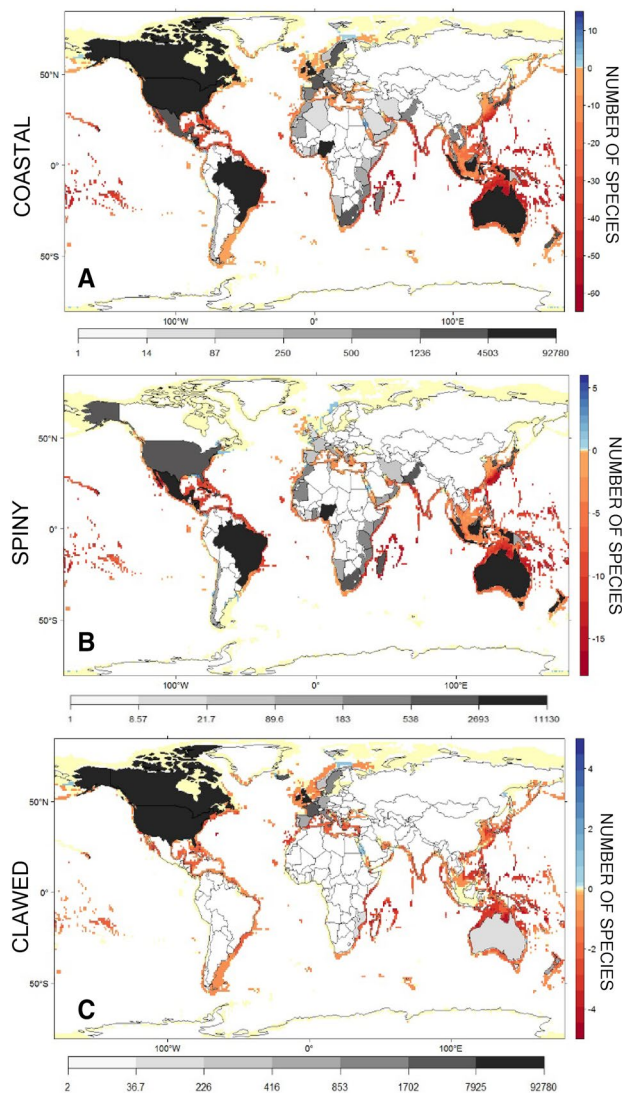 COASTAL
50°N
0°
50°S
A
100°W 0° 100°E
10
0
-10
-20
-30
-40
-50
-60
NUMBER OF SPECIES
1 14 87 250 500 1236 4503 92780
SPINY
50°N
0°
50°S
B
100°W 0° 100°E
5
0
-5
-10
-15
NUMBER OF SPECIES
1 8.57 21.7 89.6 183 538 2693 11130
CLAWED
50°N
0°
50°S
C
100°W 0° 100°E
4
2
0
-2
-4
NUMBER OF SPECIES
2 36.7 226 416 853 1702 7925 92780